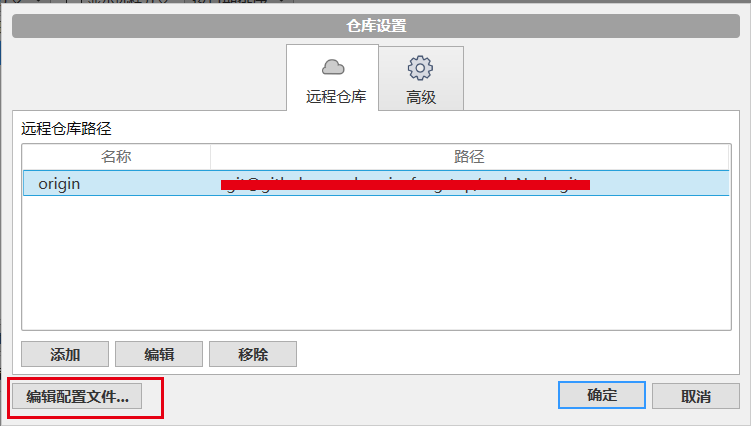 仓库设置
远程仓库
高级
远程仓库路径
名称 路径
origin
添加 编辑 移除
编辑配置文件...
确定 取消